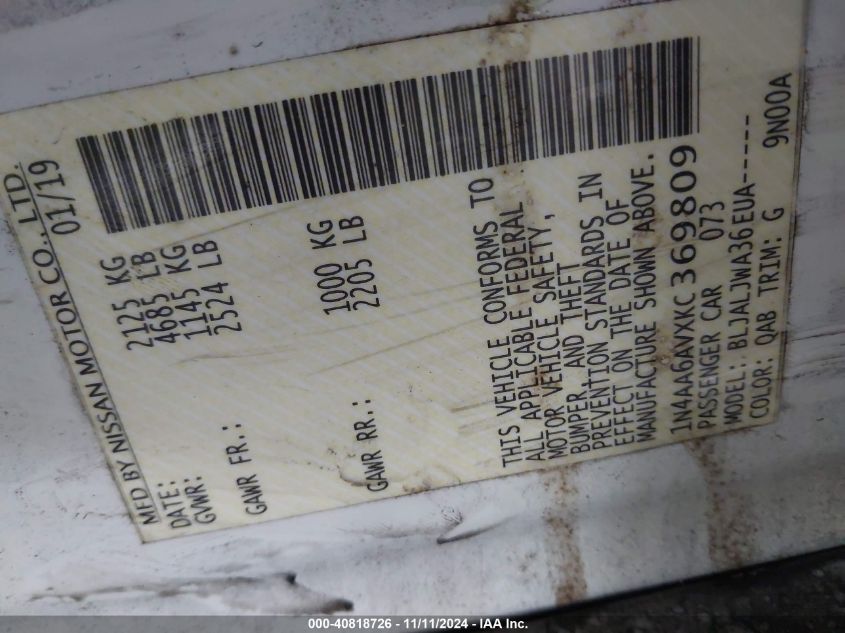 MFD BY NISSAN MOTOR CO., LTD.
DATE: 01/19
GVWR: 2125 KG
4685 LB
GAWR FR.: 1145 KG
2524 LB
GAWR RR.: 1000 KG
2205 LB
THIS VEHICLE CONFORMS TO
ALL APPLICABLE FEDERAL
MOTOR VEHICLE SAFETY,
BUMPER, AND THEFT
PREVENTION STANDARDS IN
EFFECT ON THE DATE OF
MANUFACTURE SHOWN ABOVE.
1N4AA6AVXKC369809
PASSENGER CAR 073
MODEL: BLJALJWA36EUA-----
COLOR: QAB TRIM: G 9N00A
000-40818726 - 11/11/2024 - IAA Inc.